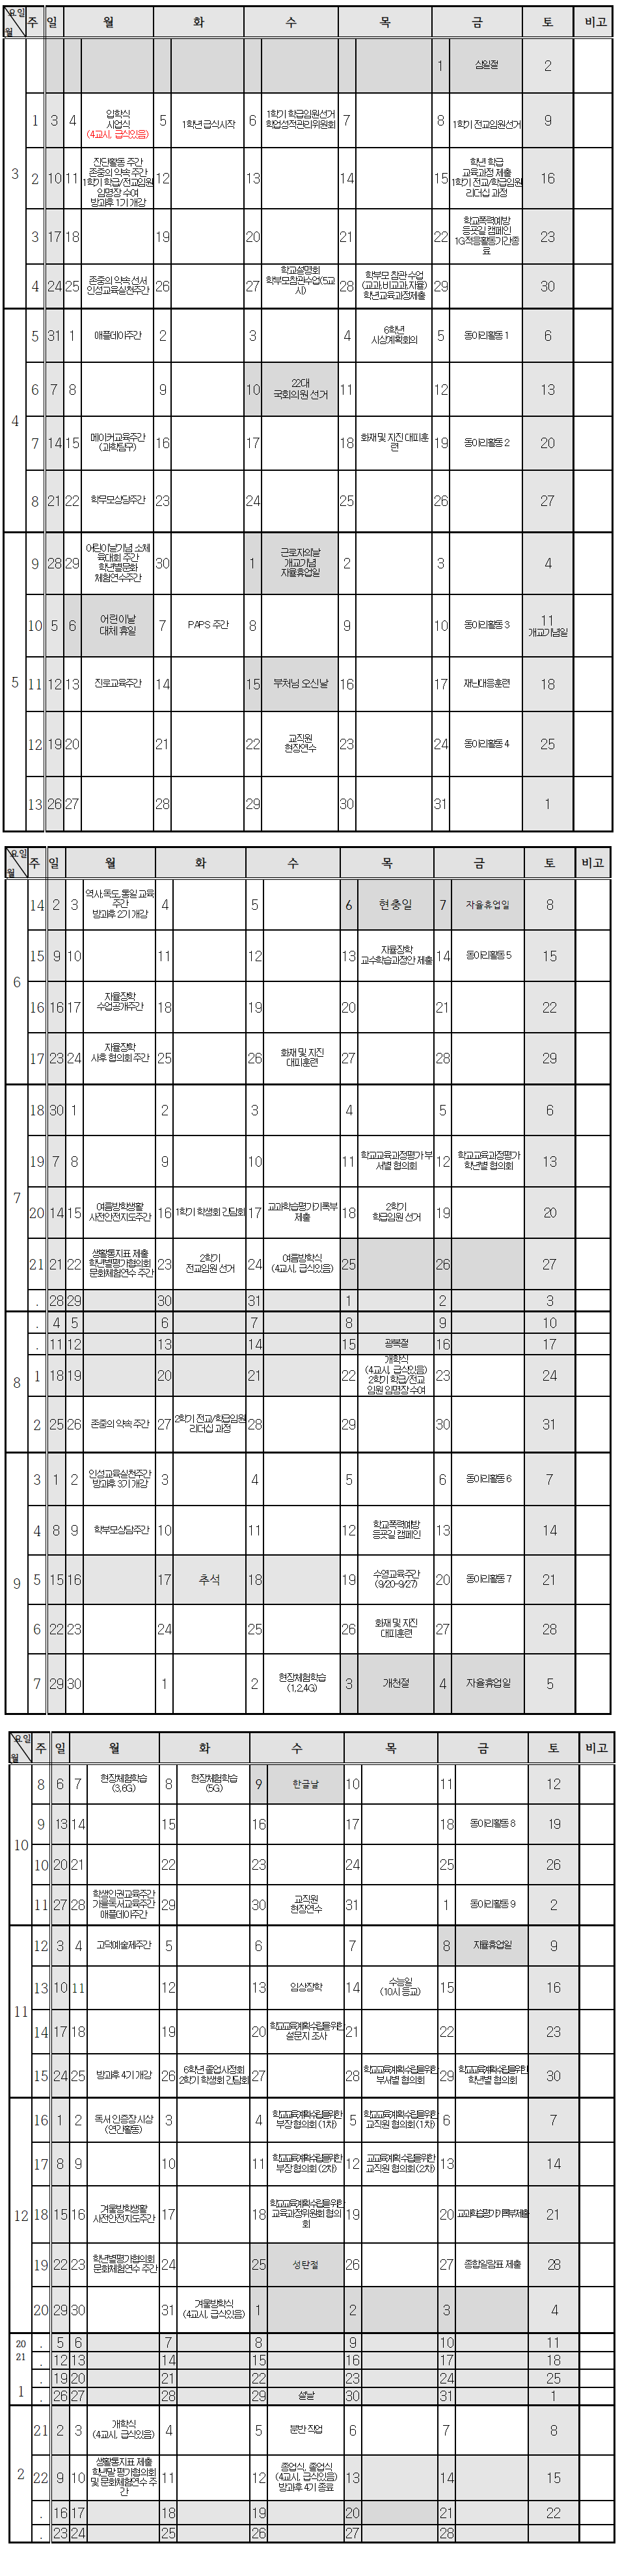 요일
월
주 일 월 화 수 목 금 토 비고
3
1 삼일절 2
1 3 4 입학식
시업식
(4교시, 급식있음)
5 1학년 급식시작
6 1학기 학급임원선거
학업성적관리위원회
7
8 1학기 전교임원선거
9
2 10 11 진단활동 주간
존중의 약속 주간
1학기 학급/전교임원
임명장 수여
방과후 1기 개강
12 13 14
15 학년 학급
교육과정 제출
1학기 전교/학급임원
리더십 과정
16
3 17 18 19 20 21
22 학교폭력예방
등굣길 캠페인
1G적응활동기간종
료
23
4 24 25 존중의 약속 선서
인성교육실천주간
26
27 학교설명회
학부모참관수업(5교
시)
28 학부모 참관 수업
(교과,비교과,자율)
학년교육과정제출
29 30
4
5 31 1 애플데이주간
2 3
4 6학년
시상계획회의
5 동아리활동 1
6
6 7 8 9
10 22대
국회의원 선거
11 12 13
7 14 15 메이커교육주간
(과학탐구)
16 17
18 화재 및 지진 대피훈
련
19 동아리활동 2
20
8 21 22 학부모상담주간
23 24 25 26 27
5
9 28 29 어린이날기념 소체
육대회 주간
학년별문화
체험연수주간
30
1 근로자의날
개교기념
자율휴업일
2 3 4
10 5 6 어린이날
대체 휴일
7 PAPS 주간
8 9
10 동아리활동 3
11
개교기념일
11 12 13 진로교육주간
14
15 부처님 오신날
16
17 재난대응훈련
18
12 19 20 21
22 교직원
현장연수
23
24 동아리활동 4
25
13 26 27 28 29 30 31 1
요일
월
주 일 월 화 수 목 금 토 비고
6
14 2 3 역사,독도,통일 교육
주간
방과후 2기 개강
4 5
6 현충일
7 자율휴업일
8
15 9 10 11 12
13 자율장학
교수학습과정안 제출
14 동아리활동 5
15
16 16 17 자율장학
수업공개주간
18 19 20 21 22
17 23 24 자율장학
사후 협의회 주간
25
26 화재 및 지진
대피훈련
27 28 29
7
18 30 1 2 3 4 5 6
19 7 8 9 10
11 학교교육과정평가 부
서별 협의회
12 학교교육과정평가
학년별 협의회
13
20 14 15 여름방학생활
사전안전지도주간
16 1학기 학생회 간담회
17 교과학습평가기록부
제출
18 2학기
학급임원 선거
19 20
21 21 22 생활통지표 제출
학년별평가협의회
문화체험연수 주간
23 2학기
전교임원 선거
24 여름방학식
(4교시, 급식있음)
25 26 27
. 28 29 30 31 1 2 3
8
. 4 5 6 7 8 9 10
. 11 12 13 14
15 광복절
16 17
1 18 19 20 21
22 개학식
(4교시, 급식있음)
2학기 학급/전교
임원 임명장 수여
23 24
2 25 26 존중의 약속 주간
27 2학기 전교/학급임원
리더십 과정
28 29 30 31
9
3 1 2 인성교육실천주간
방과후 3기 개강
3 4 5
6 동아리활동 6
7
4 8 9 학부모상담주간
10 11
12 학교폭력예방
등굣길 캠페인
13 14
5 15 16
17 추석
18
19 수영교육주간
(9/20~9/27)
20 동아리활동 7
21
6 22 23 24 25
26 화재 및 지진
대피훈련
27 28
7 29 30 1
2 현장체험학습
(1,2,4G)
3 개천절
4 자율휴업일
5
요일
월
주 일 월 화 수 목 금 토 비고
10
8 6 7 현장체험학습
(3,6G)
8 현장체험학습
(5G)
9 한글날
10 11 12
9 13 14 15 16 17
18 동아리활동 8
19
10 20 21 22 23 24 25 26
11 27 28 학생인권교육주간
가을독서교육주간
애플데이주간
29
30 교직원
현장연수
31
1 동아리활동 9
2
11
12 3 4 고덕예술제주간
5 6 7
8 자율휴업일
9
13 10 11 12
13 임상장학
14 수능일
(10시 등교)
15 16
14 17 18 19
20 학교교육계획수립을위한
설문지 조사
21 22 23
15 24 25 방과후 4기 개강
26 6학년 졸업사정회
2학기 학생회 간담회
27
28 학교교육계획수립을위한
부서별 협의회
29 학교교육계획수립을위한
학년별 협의회
30
12
16 1 2 독서 인증장 시상
(연간활동)
3
4 학교교육계획수립을위한
부장 협의회 (1차)
5 학교교육계획수립을위한
교직원 협의회 (1차)
6 7
17 8 9 10
11 학교교육계획수립을위한
부장 협의회 (2차)
12 교교육계획수립을위한
교직원 협의회 (2차)
13 14
18 15 16 겨울방학생활
사전안전지도주간
17
18 학교교육계획수립을위한
교육과정위원회 협의
회
19
20 교과학습평가기록부제출
21
19 22 23 학년별평가협의회
문화체험연수 주간
24
25 성탄절
26
27 종합일람표 제출
28
20 29 30
31 겨울방학식
(4교시, 급식있음)
1 2 3 4
20
21
1
. 5 6 7 8 9 10 11
. 12 13 14 15 16 17 18
. 19 20 21 22 23 24 25
. 26 27 28
29 설날
30 31 1
2
21 2 3 개학식
(4교시, 급식있음)
4
5 분반 작업
6 7 8
22 9 10 생활통지표 제출
학년말 평가협의회
및 문화체험연수 주
간
11
12 종업식, 졸업식
(4교시, 급식있음)
방과후 4기 종료
13 14 15
. 16 17 18 19 20 21 22
. 23 24 25 26 27 28